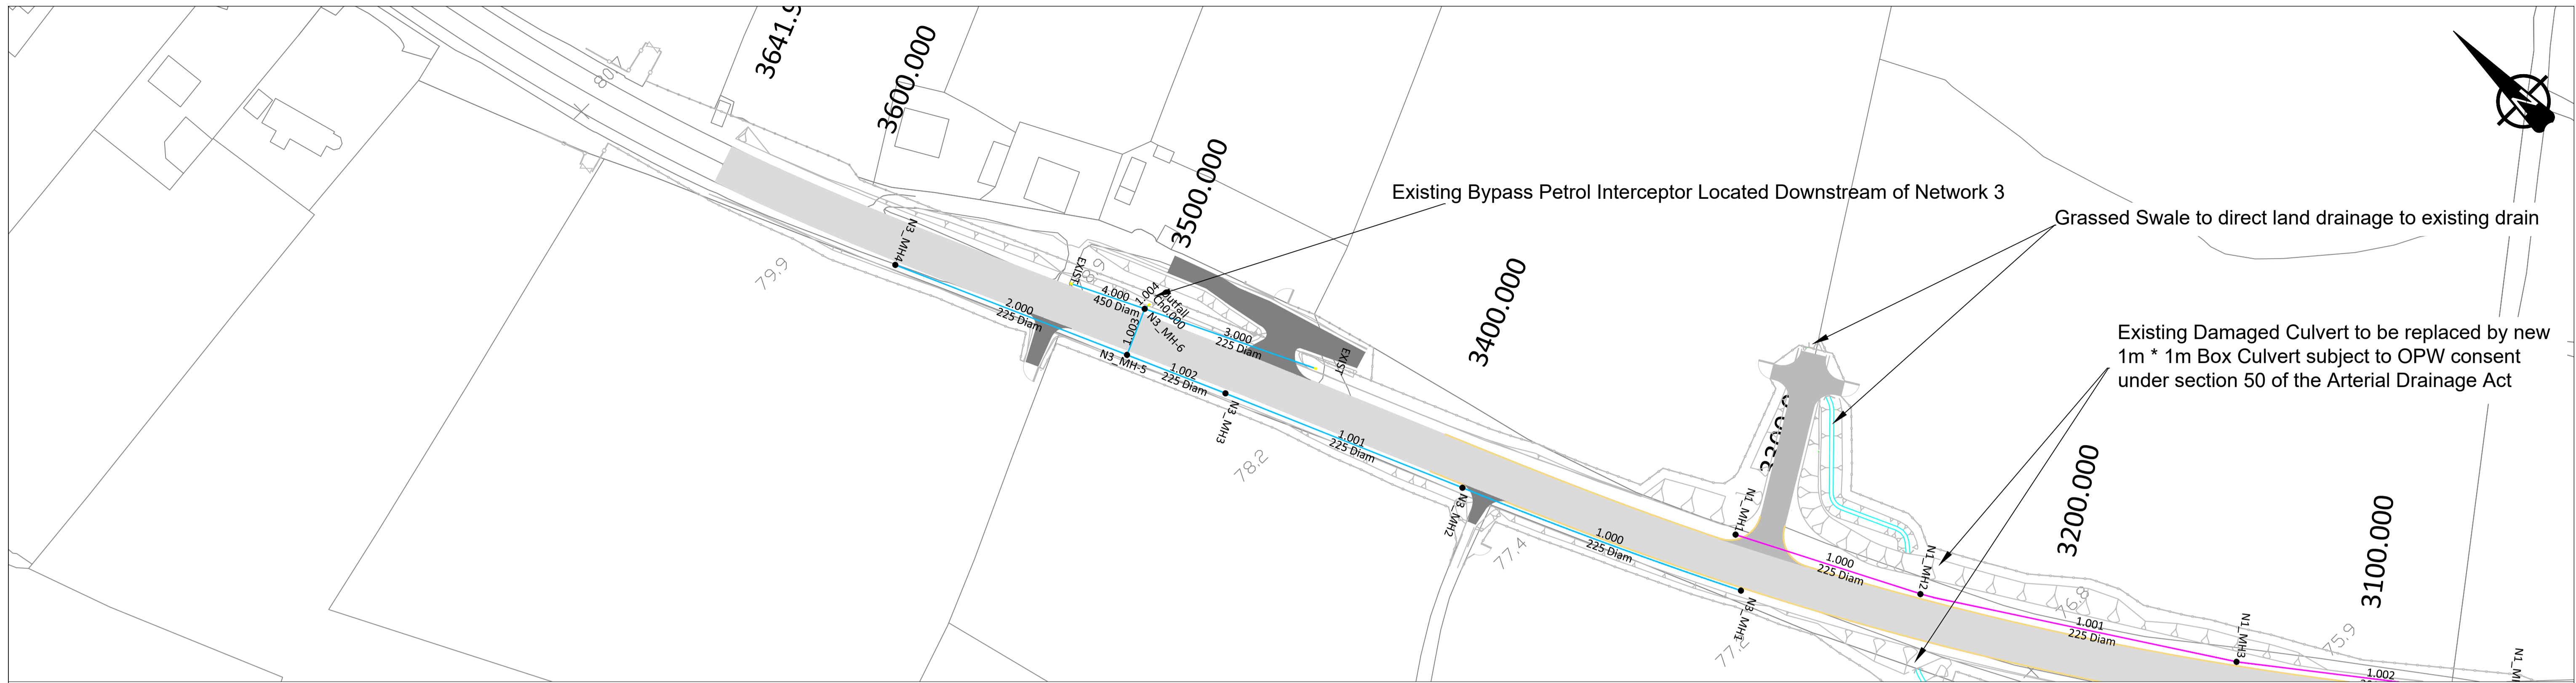 3641.9
3600.000
3500.000
3400.000
3200.000
3100.000
80
79.9
78.2
77.4
77.2
76.8
75.9
Existing Bypass Petrol Interceptor Located Downstream of Network 3
Grassed Swale to direct land drainage to existing drain
Existing Damaged Culvert to be replaced by new
1m * 1m Box Culvert subject to OPW consent
under section 50 of the Arterial Drainage Act
N
N3_MH4
2.000
225 Diam
EXIST
4.000
450 Diam
1.004
Outfall
Ch0.000
1.003
N3_MH-6
N3_MH-5
3.000
225 Diam
EXIST
1.002
225 Diam
N3_MH3
1.001
225 Diam
N3_MH2
1.000
225 Diam
N3_MH1
N1_MH1
1.000
225 Diam
N1_MH2
1.001
225 Diam
N1_MH3
1.002